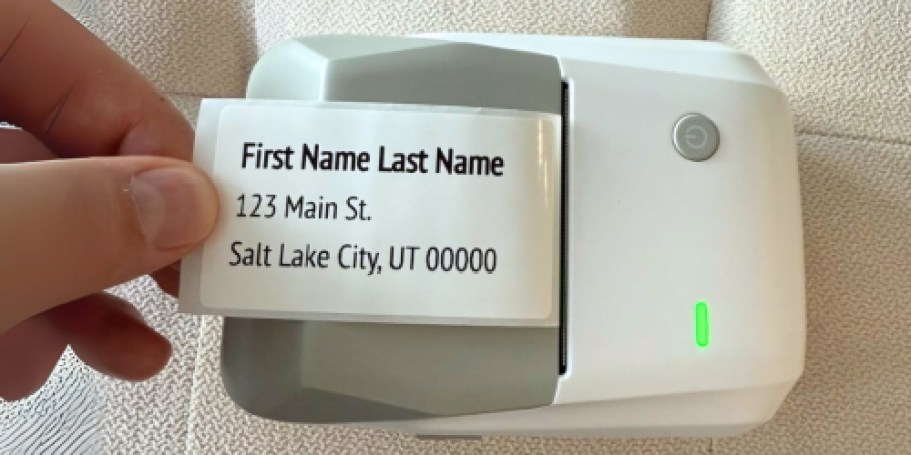 First Name Last Name
123 Main St.
Salt Lake City, UT 00000